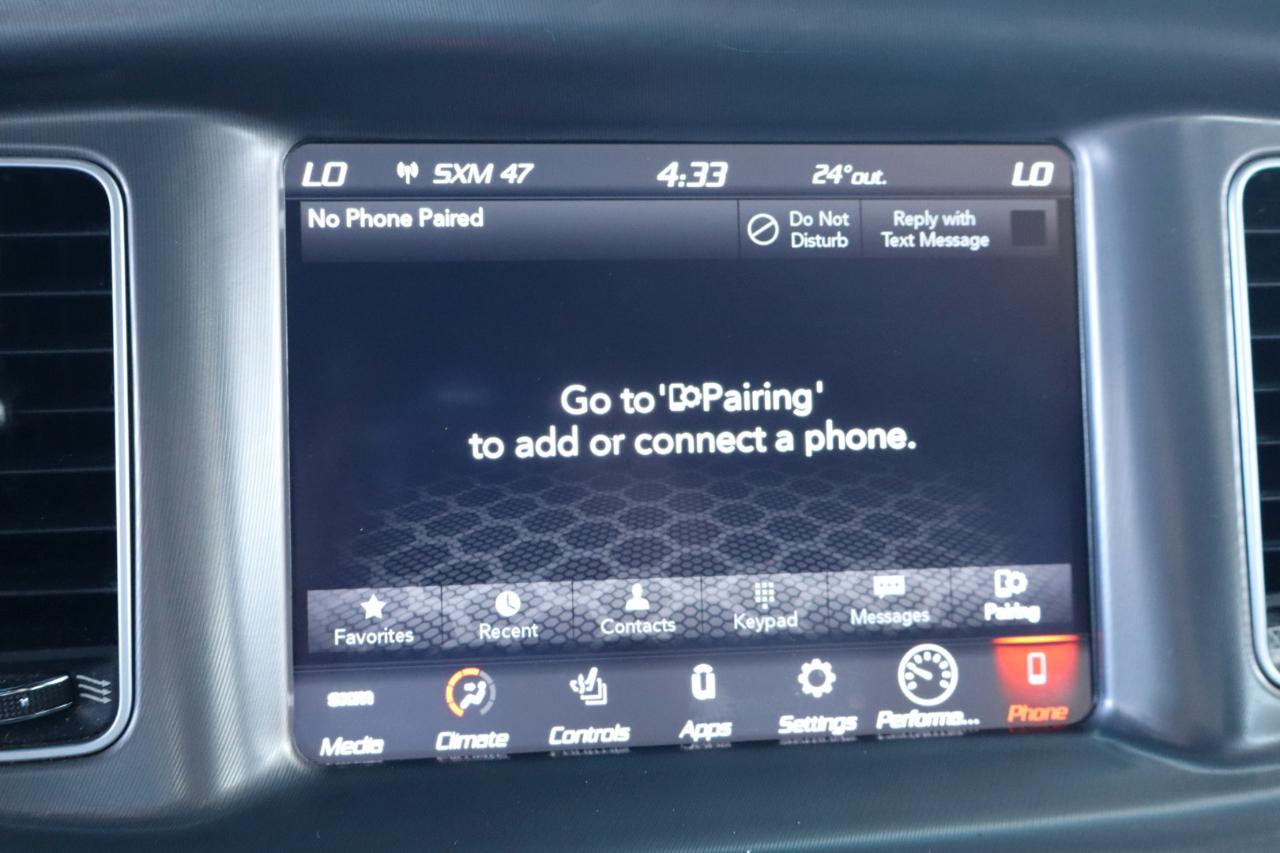 LO SXM 47 4:33 24°out. LO
No Phone Paired
Do Not
Disturb
Reply with
Text Message
Go to 'Pairing'
to add or connect a phone.
Favorites Recent Contacts Keypad Messages Pairing
sxm
Media Climate Controls Apps Settings Performa... Phone